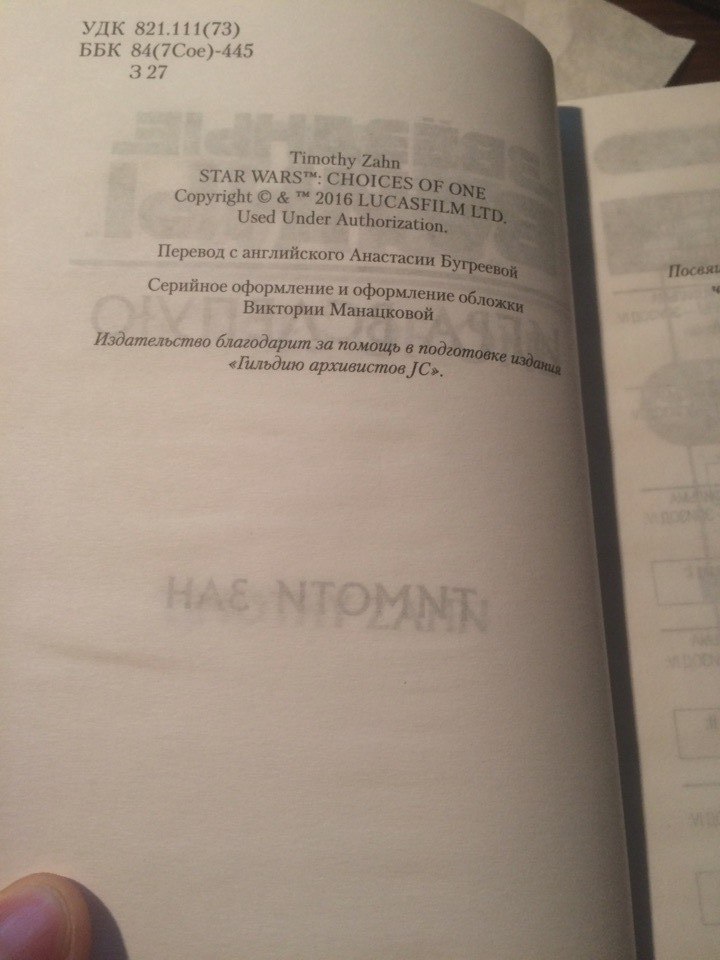 УДК 821.111(73)
ББК 84(7Сое)-445
З 27
Timothy Zahn
STAR WARS™: CHOICES OF ONE
Copyright © & ™ 2016 LUCASFILM LTD.
Used Under Authorization.
Перевод с английского Анастасии Бугреевой
Серийное оформление и оформление обложки
Виктории Манацковой
Издательство благодарит за помощь в подготовке издания
«Гильдию архивистов JC».
ТИМОТИ ЗАН